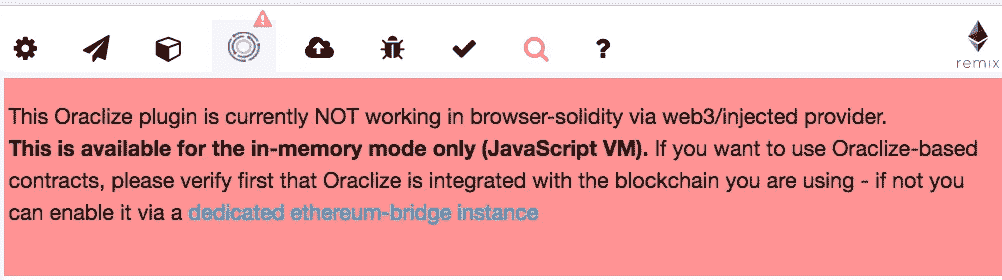 remix
This Oraclize plugin is currently NOT working in browser-solidity via web3/injected provider.
This is available for the in-memory mode only (JavaScript VM). If you want to use Oraclize-based
contracts, please verify first that Oraclize is integrated with the blockchain you are using - if not you
can enable it via a dedicated ethereum-bridge instance